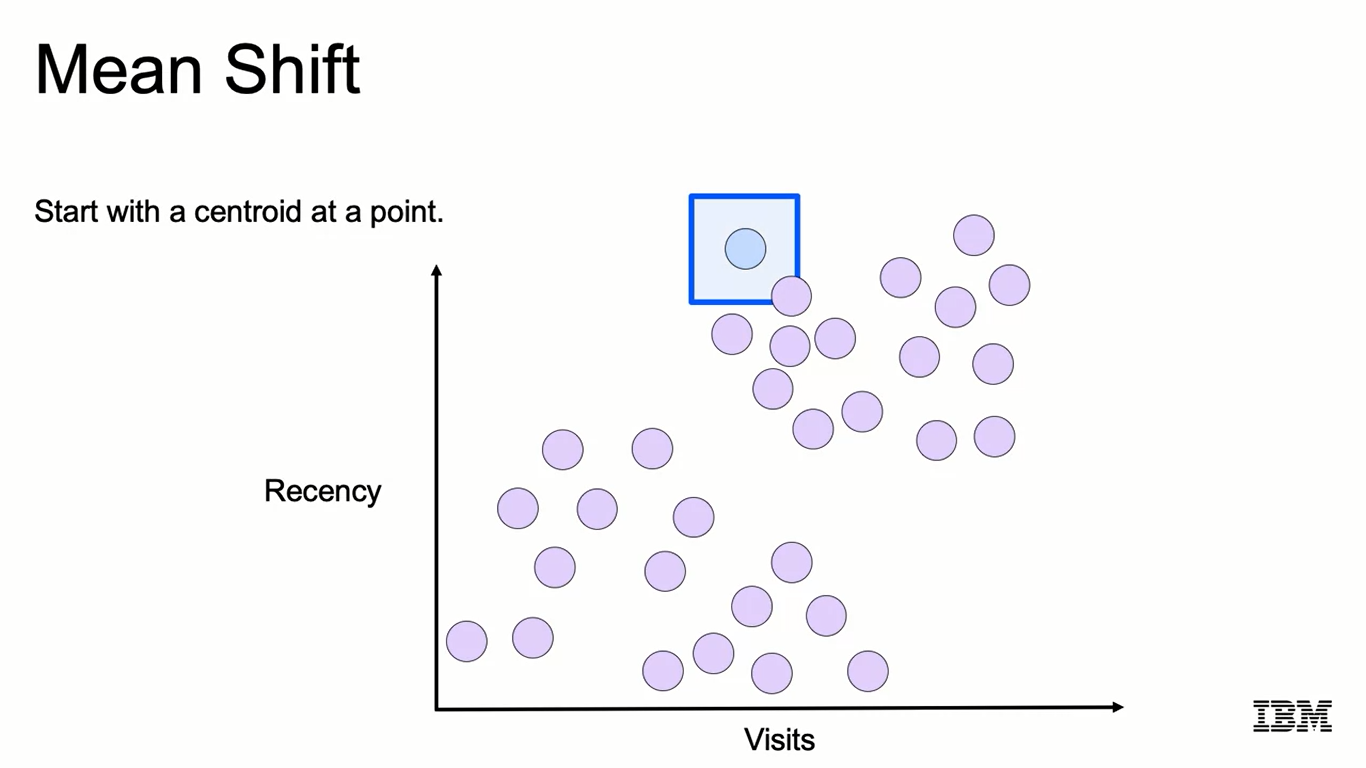 Mean Shift
Start with a centroid at a point.
Recency
Visits
IBM